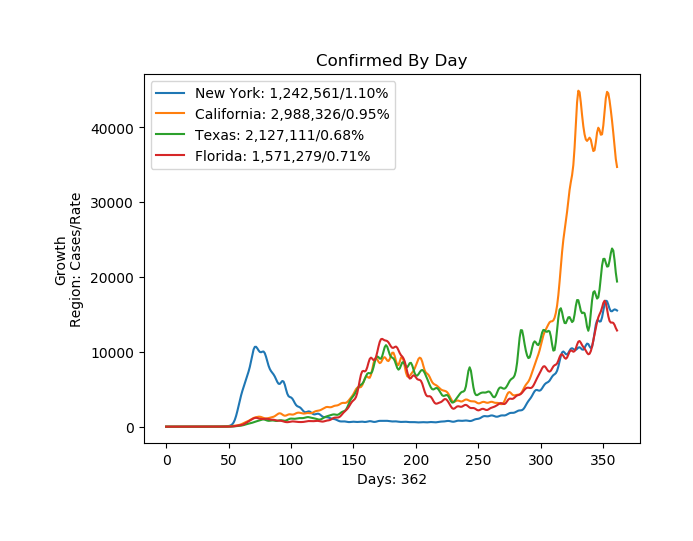 Confirmed By Day
New York: 1,242,561/1.10%
California: 2,988,326/0.95%
Texas: 2,127,111/0.68%
Florida: 1,571,279/0.71%
Growth
Region: Cases/Rate
40000
30000
20000
10000
0
0 50 100 150 200 250 300 350
Days: 362